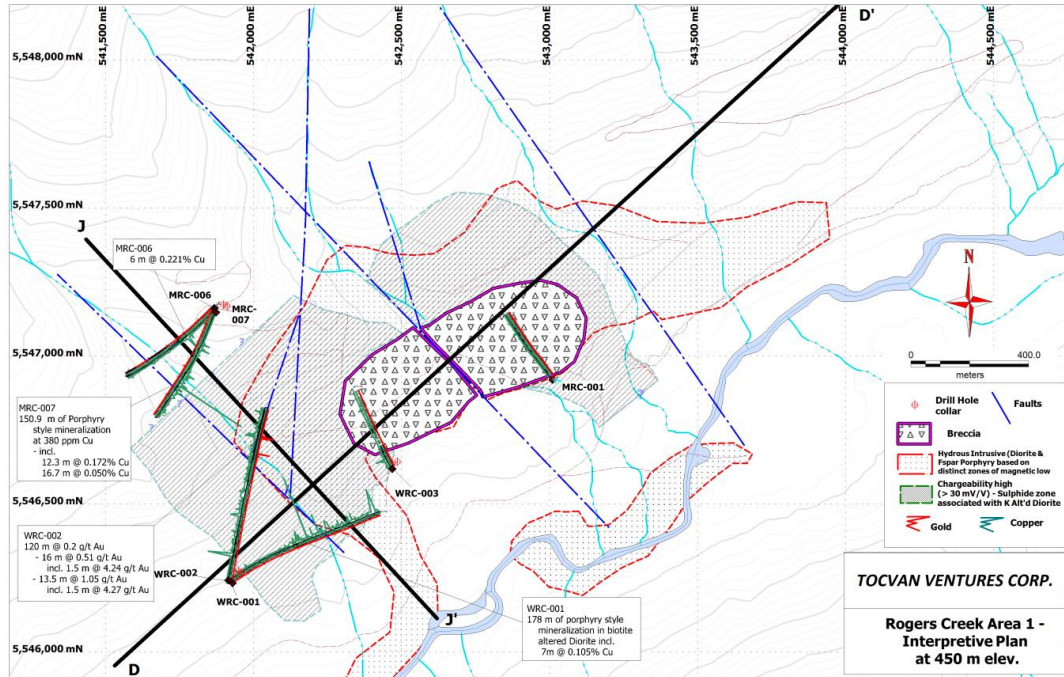 541,500 mE
542,000 mE
542,500 mE
543,000 mE
543,500 mE
544,000 mE
544,500 mE
D'
5,548,000 mN
5,547,500 mN
J
MRC-006
6 m @ 0.221% Cu
MRC-006
MRC-
007
5,547,000 mN
N
0
400.0
meters
MRC-001
MRC-007
150.9 m of Porphyry
style mineralization
at 380 ppm Cu
- incl.
12.3 m @ 0.172% Cu
16.7 m @ 0.050% Cu
WRC-003
5,546,500 mN
Drill Hole
collar
Faults
Breccia
Hydrous Intrusive (Diorite &
Fspar Porphyry based on
distinct zones of magnetic low
Chargeability high
(> 30 mV/V) - Sulphide zone
associated with K Alt'd Diorite
Gold
Copper
WRC-002
120 m @ 0.2 g/t Au
- 16 m @ 0.51 g/t Au
incl. 1.5 m @ 4.24 g/t Au
- 13.5 m @ 1.05 g/t Au
incl. 1.5 m @ 4.27 g/t Au
WRC-002
WRC-001
WRC-001
178 m of porphyry style
mineralization in biotite
altered Diorite incl.
7m @ 0.105% Cu
J'
5,546,000 mN
D
TOCVAN VENTURES CORP.
Rogers Creek Area 1 -
Interpretive Plan
at 450 m elev.